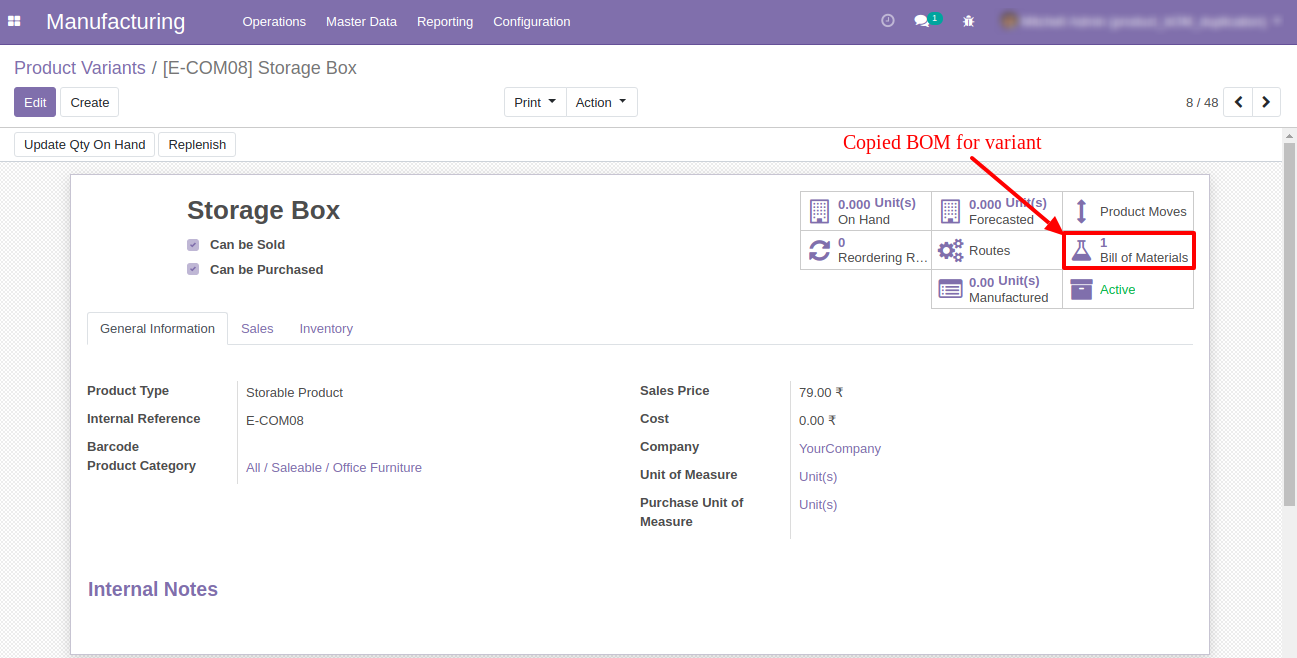 Manufacturing Operations Master Data Reporting Configuration 1
Product Variants / [E-COM08] Storage Box
Edit Create Print Action 8 / 48
Update Qty On Hand Replenish
Copied BOM for variant
Storage Box
Can be Sold
Can be Purchased
0.000 Unit(s)
On Hand
0.000 Unit(s)
Forecasted
Product Moves
0
Reordering R...
Routes
1
Bill of Materials
0.00 Unit(s)
Manufactured
Active
General Information Sales Inventory
Product Type Storable Product
Internal Reference E-COM08
Barcode
Product Category All / Saleable / Office Furniture
Sales Price 79.00 ₹
Cost 0.00 ₹
Company YourCompany
Unit of Measure Unit(s)
Purchase Unit of Unit(s)
Measure
Internal Notes